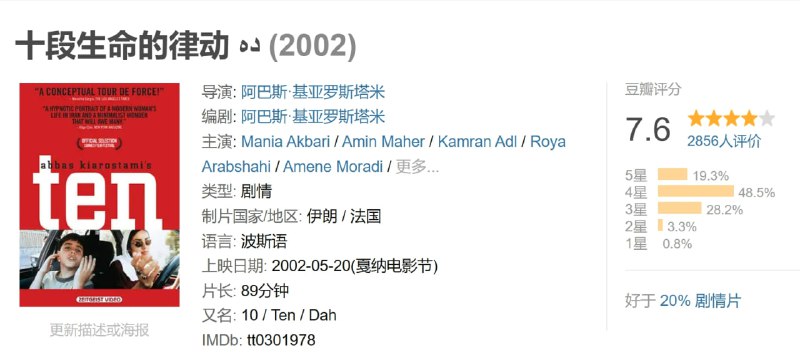 十段生命的律动 ده (2002)
"A CONCEPTUAL TOUR DE FORCE!"
"A HYPNOTIC PORTRAIT OF A MODERN WOMAN'S
LIFE IN IRAN AND A MINIMALIST WONDER
THAT WILL AWE MANY."
OFFICIAL SELECTION
CANNES FILM FESTIVAL
abbas kiarostami's
ten
ZEITGEIST VIDEO
更新描述或海报
导演: 阿巴斯·基亚罗斯塔米
编剧: 阿巴斯·基亚罗斯塔米
主演: Mania Akbari / Amin Maher / Kamran Adl / Roya
Arabshahi / Amene Moradi / 更多...
类型: 剧情
制片国家/地区: 伊朗 / 法国
语言: 波斯语
上映日期: 2002-05-20(戛纳电影节)
片长: 89分钟
又名: 10 / Ten / Dah
IMDb: tt0301978
豆瓣评分
7.6
2856人评价
5星 19.3%
4星 48.5%
3星 28.2%
2星 3.3%
1星 0.8%
好于 20% 剧情片